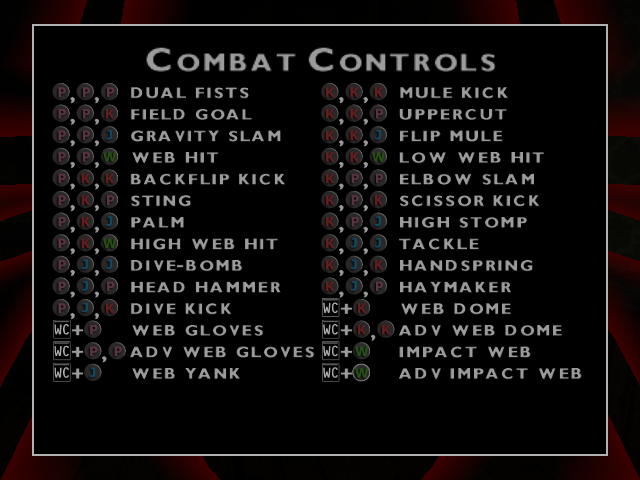 COMBAT CONTROLS
P,P,P DUAL FISTS
P,P,K FIELD GOAL
P,P,J GRAVITY SLAM
P,P,W WEB HIT
P,K,K BACKFLIP KICK
P,K,P STING
P,K,J PALM
P,K,W HIGH WEB HIT
P,J,J DIVE-BOMB
P,J,P HEAD HAMMER
P,J,K DIVE KICK
WC+P WEB GLOVES
WC+P,P ADV WEB GLOVES
WC+J WEB YANK
K,K,K MULE KICK
K,K,P UPPERCUT
K,K,J FLIP MULE
K,K,W LOW WEB HIT
K,P,P ELBOW SLAM
K,P,K SCISSOR KICK
K,P,J HIGH STOMP
K,J,J TACKLE
K,J,K HANDSPRING
K,J,P HAYMAKER
WC+K WEB DOME
WC+K,K ADV WEB DOME
WC+W IMPACT WEB
WC+W ADV IMPACT WEB